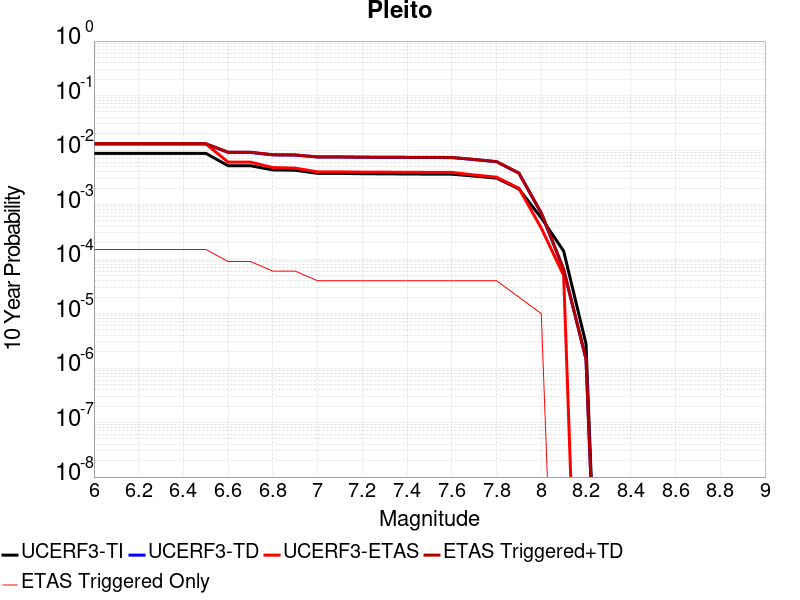 Pleito
10 Year Probability
10^0
10^-1
10^-2
10^-3
10^-4
10^-5
10^-6
10^-7
10^-8
6 6.2 6.4 6.6 6.8 7 7.2 7.4 7.6 7.8 8 8.2 8.4 8.6 8.8 9
Magnitude
UCERF3-TI UCERF3-TD UCERF3-ETAS ETAS Triggered+TD
ETAS Triggered Only